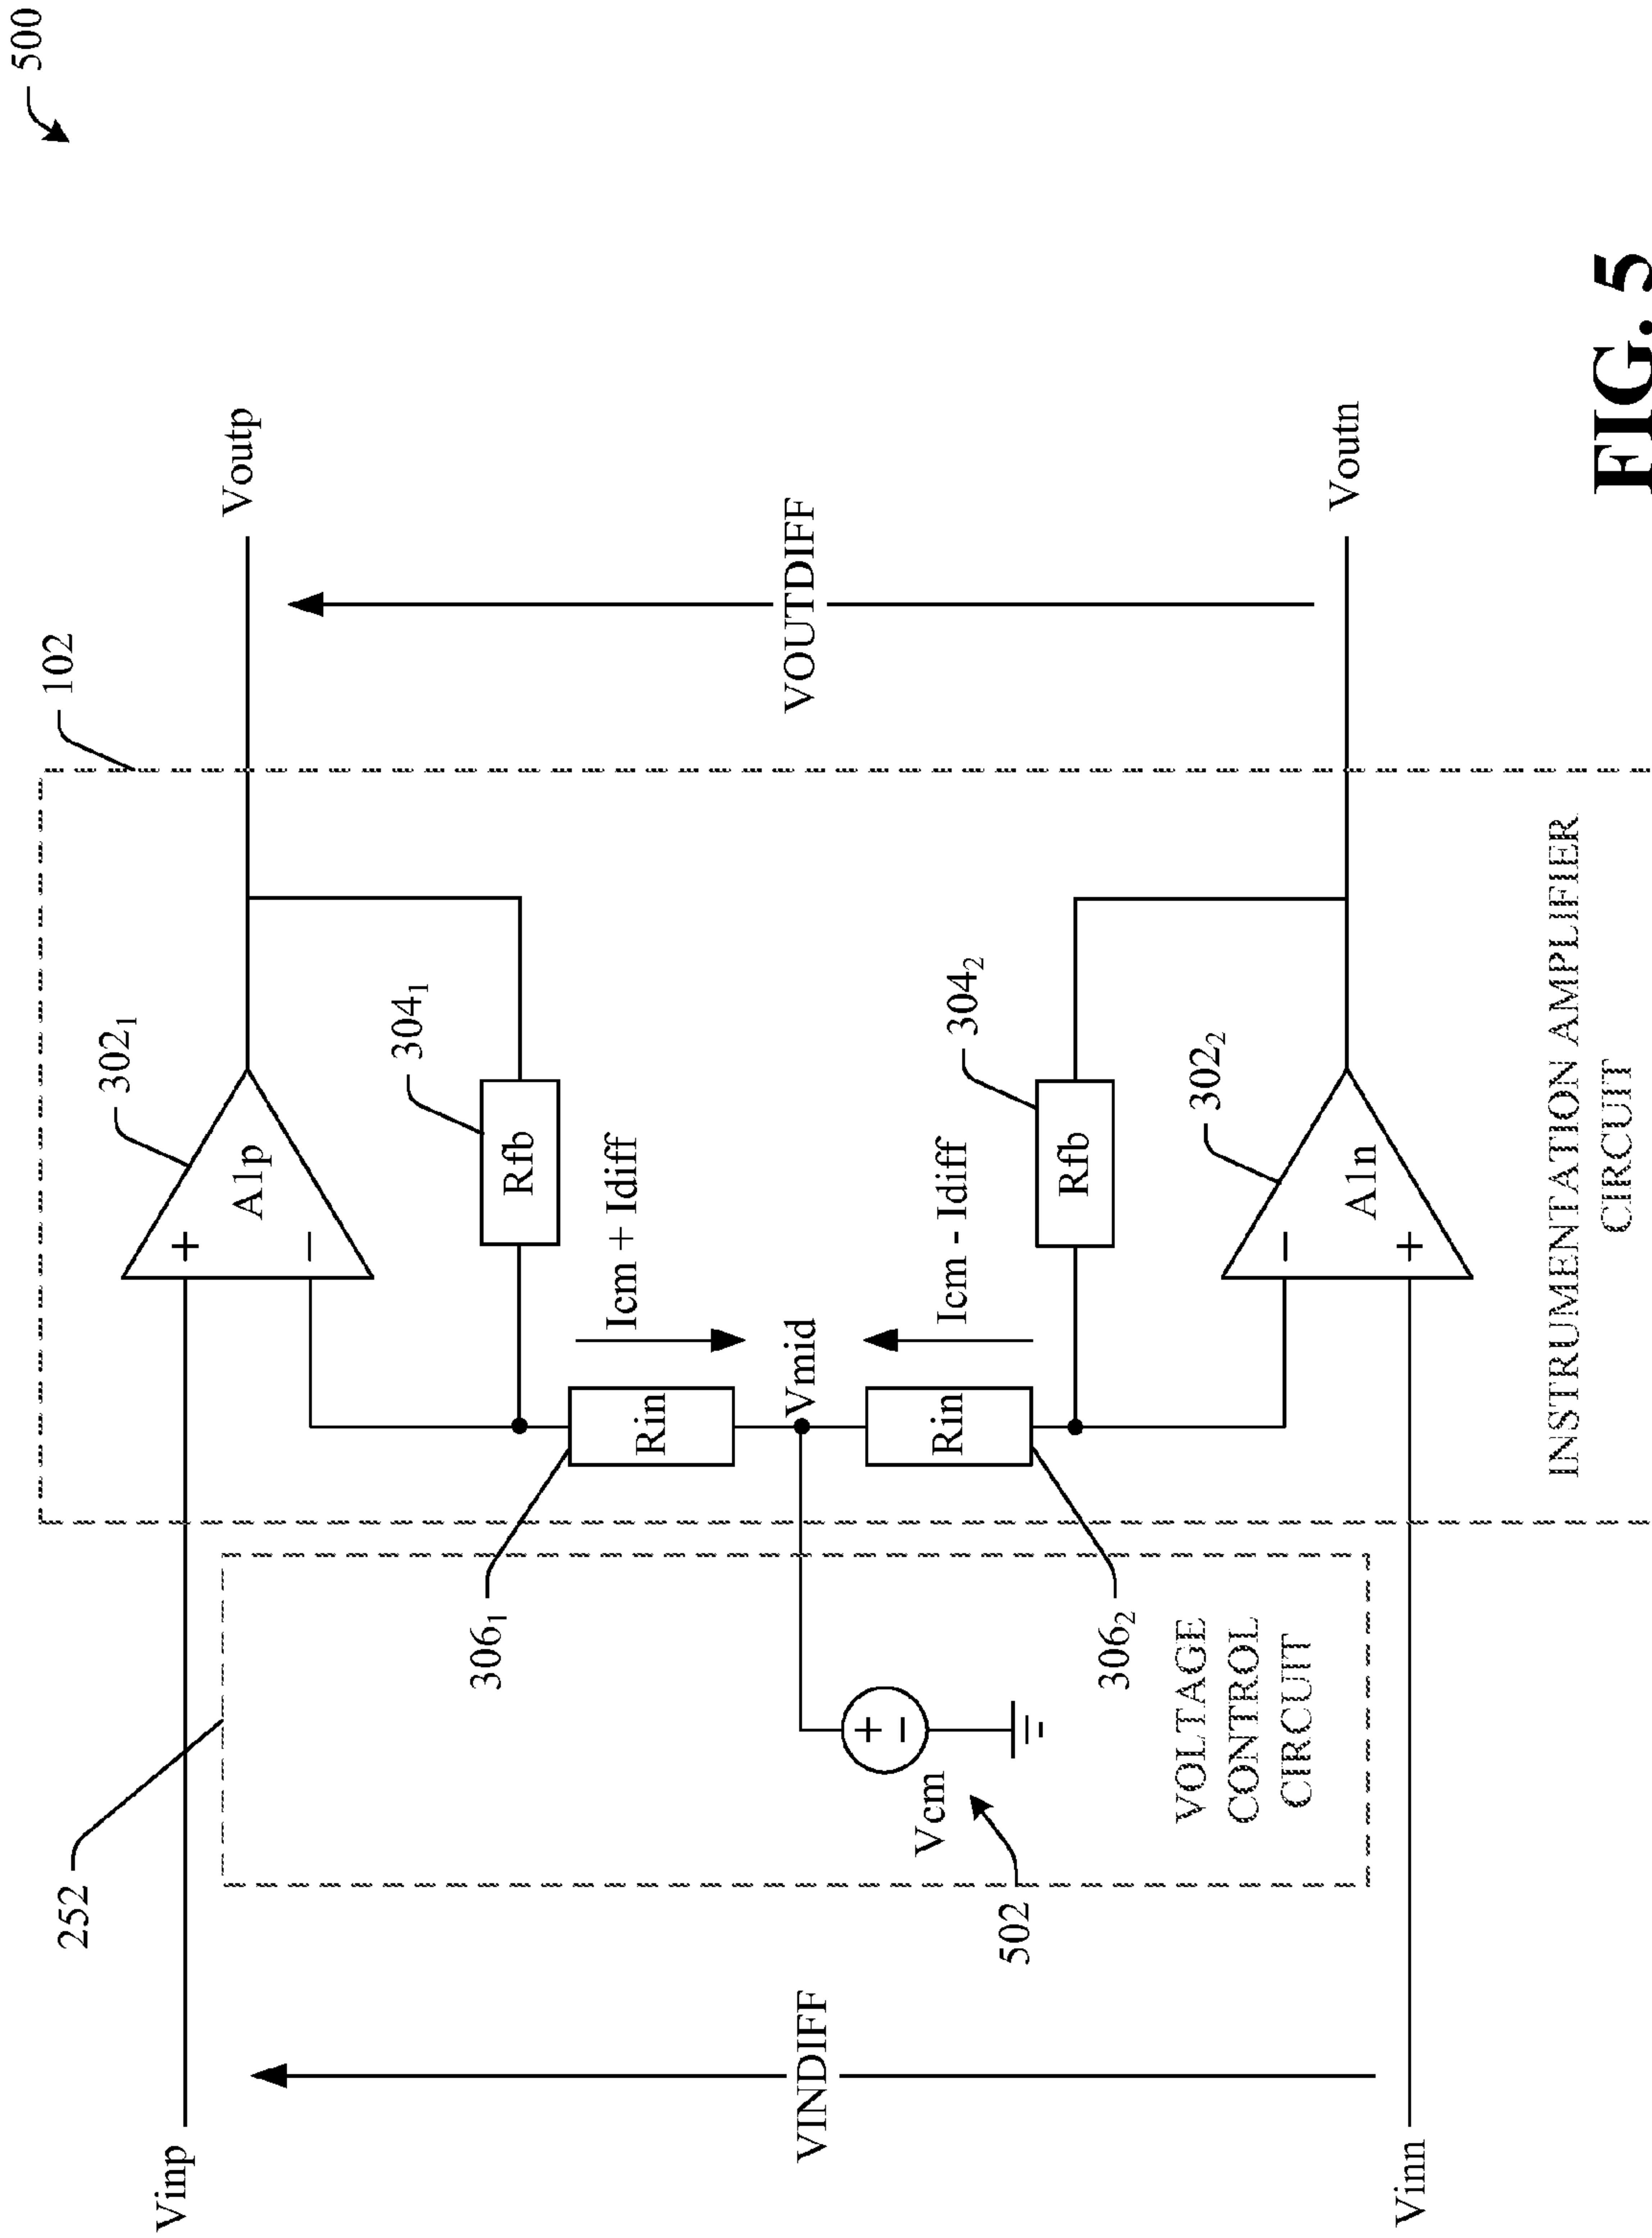 500
102
252
Vinp
Voutp
302₁
A1p
+
−
304₁
Rfb
Icm + Idiff
306₁
Rin
Vmid
VINDIFF
VOUTDIFF
+
−
Vcm
502
Rin
306₂
Icm - Idiff
304₂
Rfb
302₂
A1n
−
+
VOLTAGE
CONTROL
CIRCUIT
Vinn
Voutn
INSTRUMENTATION AMPLIFIER
CIRCUIT
FIG. 5